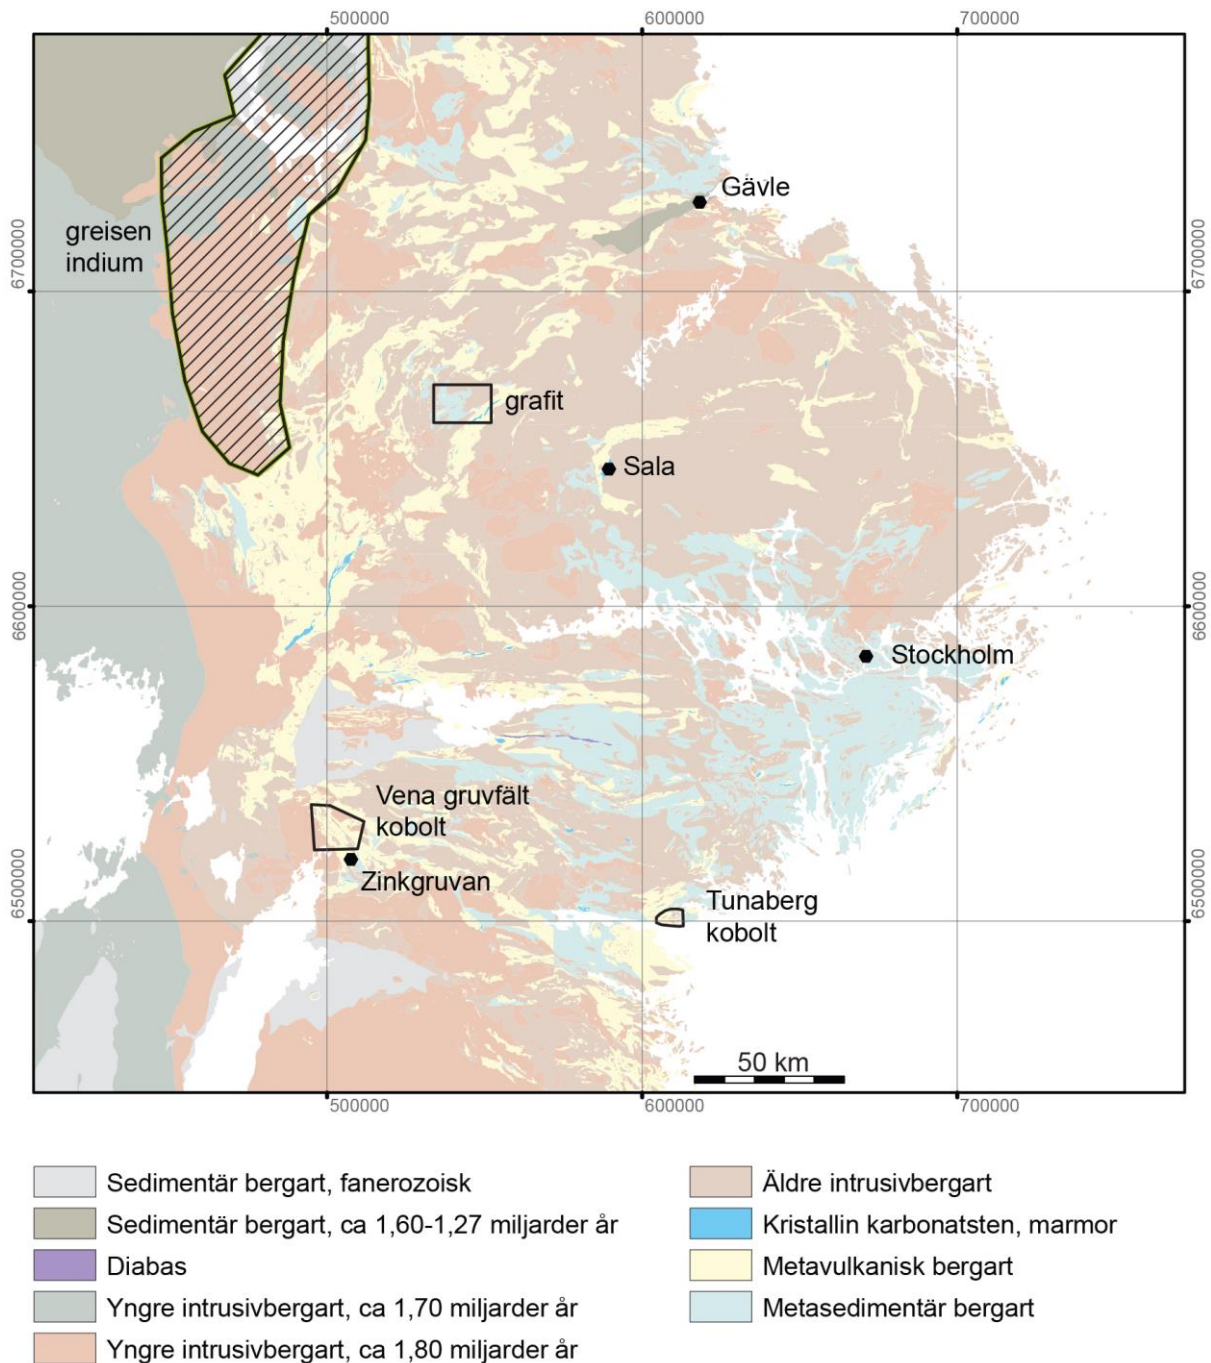 500000
600000
700000
Gävle
greisen
indium
6700000
6700000
grafit
Sala
6600000
6600000
Stockholm
Vena gruvfält
kobolt
Zinkgruvan
Tunaberg
kobolt
6500000
6500000
50 km
500000
600000
700000
Sedimentär bergart, fanerozoisk
Sedimentär bergart, ca 1,60-1,27 miljarder år
Diabas
Yngre intrusivbergart, ca 1,70 miljarder år
Yngre intrusivbergart, ca 1,80 miljarder år
Äldre intrusivbergart
Kristallin karbonatsten, marmor
Metavulkanisk bergart
Metasedimentär bergart